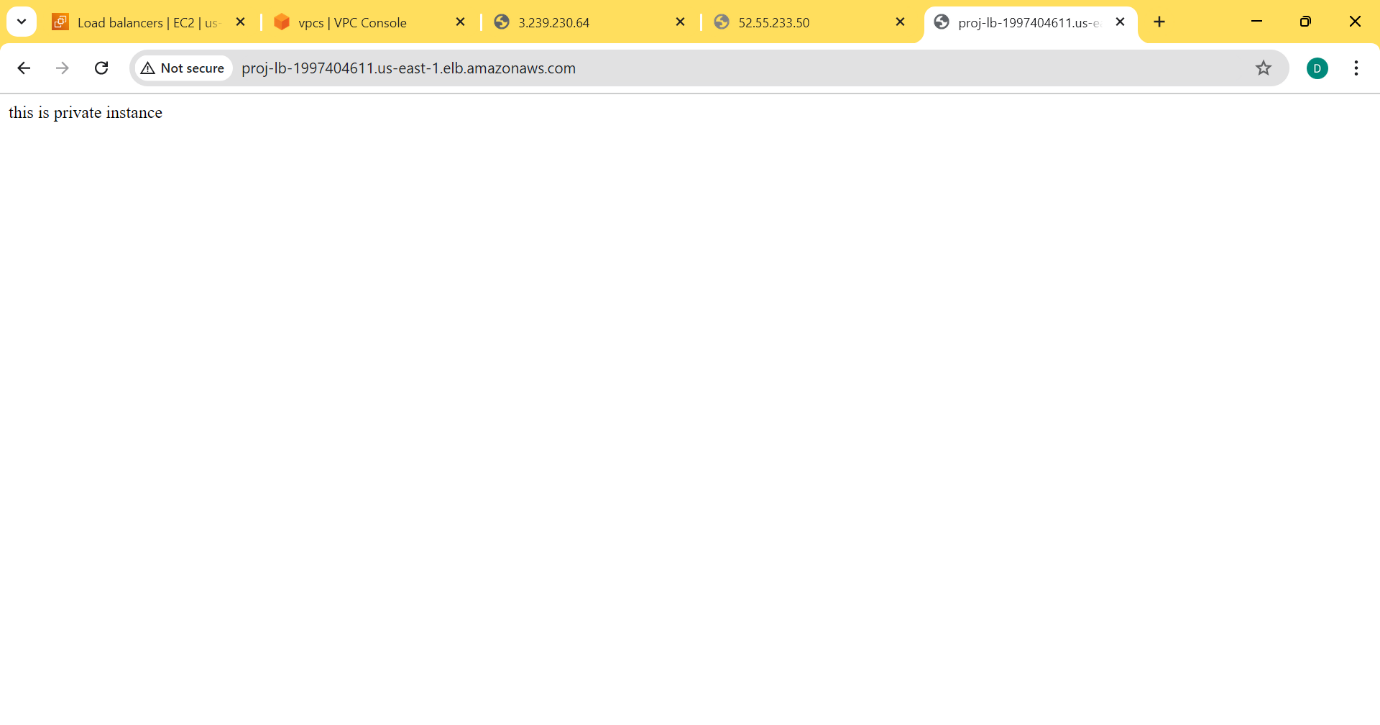 Load balancers | EC2 | us-
vpcs | VPC Console
3.239.230.64
52.55.233.50
proj-lb-1997404611.us-e
Not secure
proj-lb-1997404611.us-east-1.elb.amazonaws.com
D
this is private instance